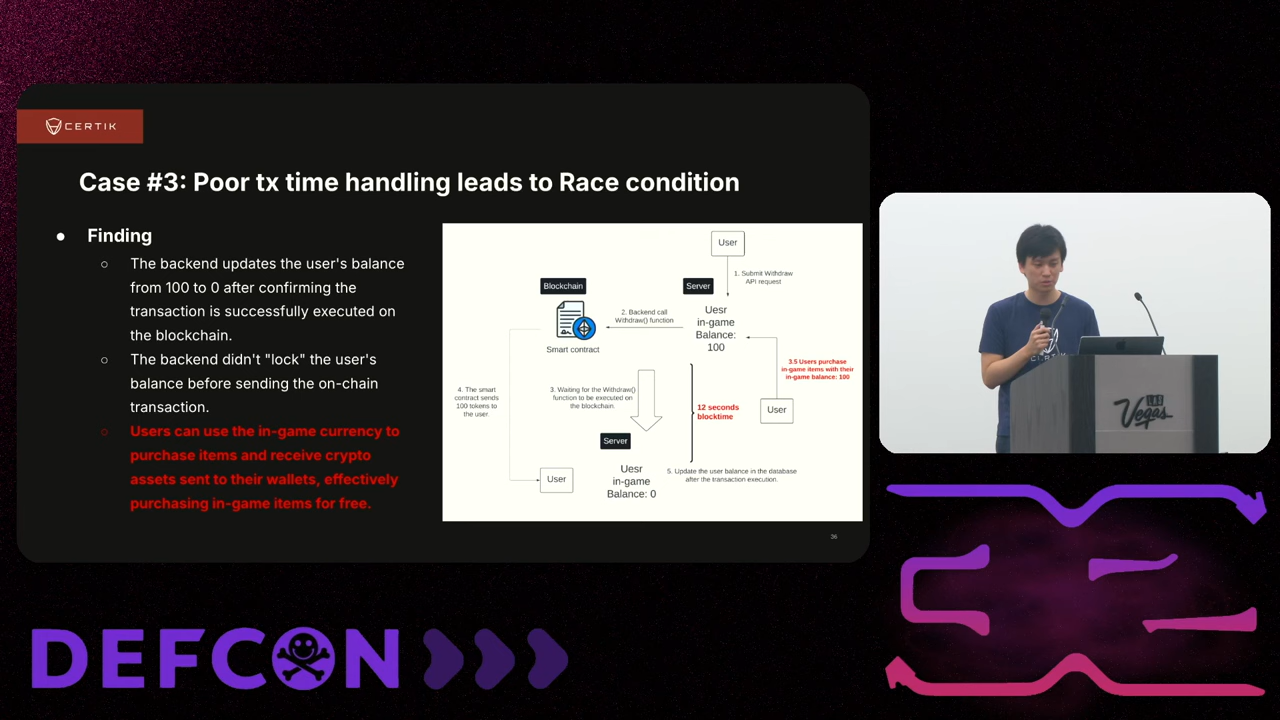 CERTIK
Case #3: Poor tx time handling leads to Race condition
● Finding
○ The backend updates the user's balance
from 100 to 0 after confirming the
transaction is successfully executed on
the blockchain.
○ The backend didn't "lock" the user's
balance before sending the on-chain
transaction.
○ Users can use the in-game currency to
purchase items and receive crypto
assets sent to their wallets, effectively
purchasing in-game items for free.
User
1. Submit Withdraw
API request
Blockchain
Server
2. Backend call
Withdraw() function
Uesr
in-game
Balance:
100
Smart contract
3.5 Users purchase
in-game items with their
in-game balance: 100
4. The smart
contract sends
100 tokens to
the user.
3. Waiting for the Withdraw()
function to be executed on
the blockchain
12 seconds
blocktime
User
Server
User
Uesr
in-game
Balance: 0
5. Update the user balance in the database
after the transaction execution.
36
CERTIK
LAS
Vegas
DEFCON